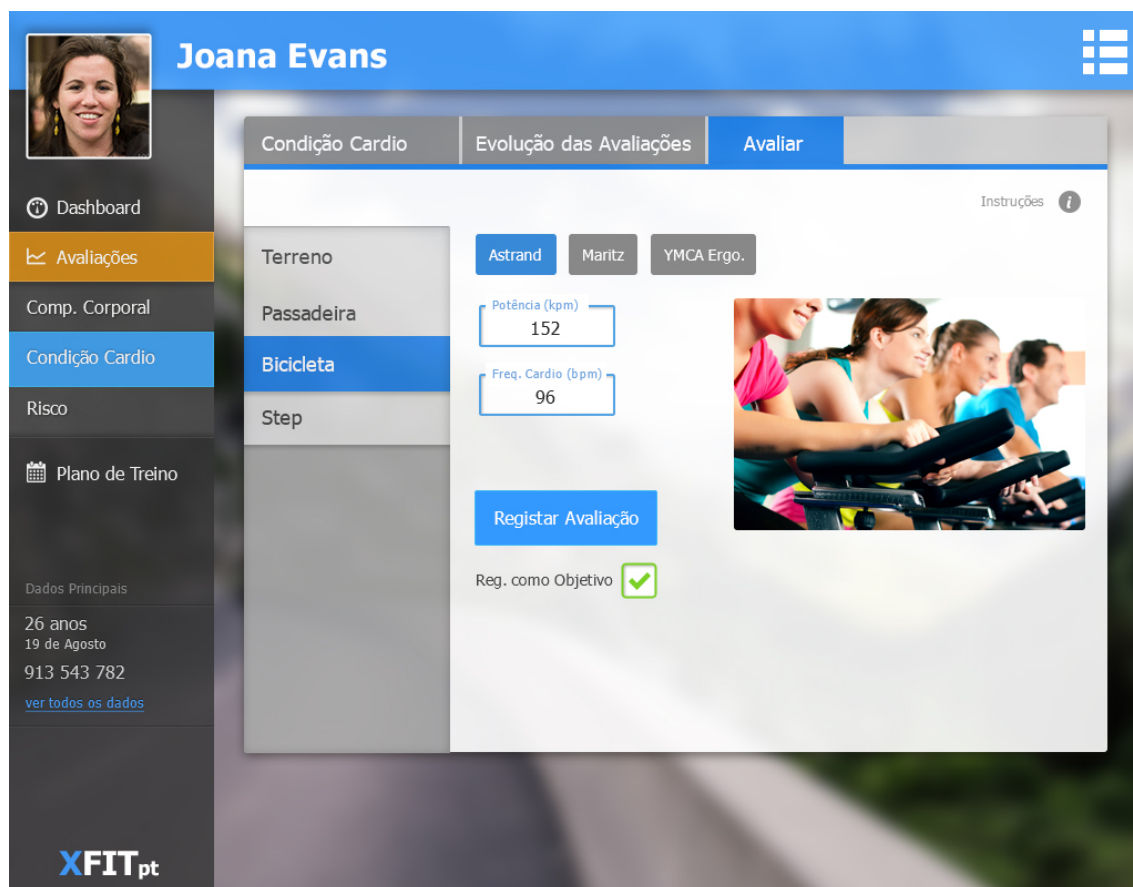 Joana Evans
Condição Cardio
Evolução das Avaliações
Avaliar
Instruções
i
Dashboard
Avaliações
Comp. Corporal
Condição Cardio
Risco
Plano de Treino
Dados Principais
26 anos
19 de Agosto
913 543 782
ver todos os dados
XFITpt
Terreno
Passadeira
Bicicleta
Step
Astrand
Maritz
YMCA Ergo.
Potência (kpm)
152
Freq. Cardio (bpm)
96
Registar Avaliação
Reg. como Objetivo